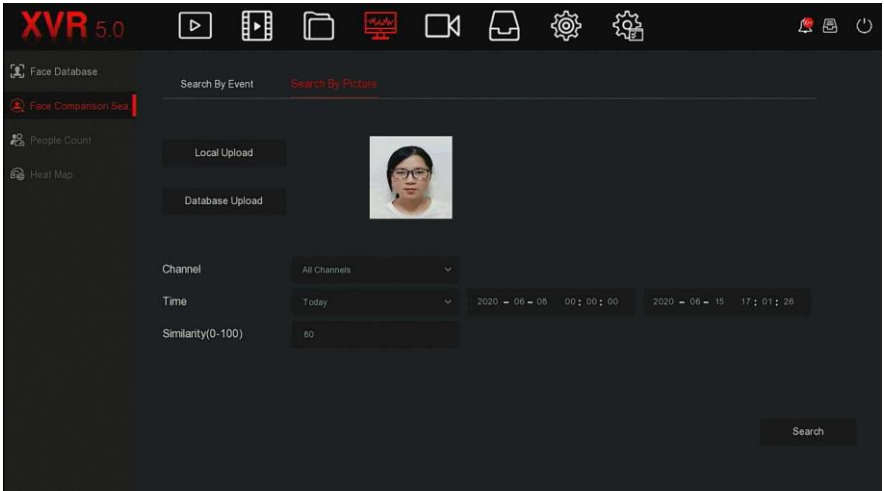 XVR 5.0
Face Database
Face Comparison Sea.
People Count
Heat Map
Search By Event
Search By Picture
Local Upload
Database Upload
Channel
All Channels
Time
Today
2020 - 06 - 08 00 : 00 : 00
2020 - 06 - 15 17 : 01 : 26
Similarity(0-100)
80
Search